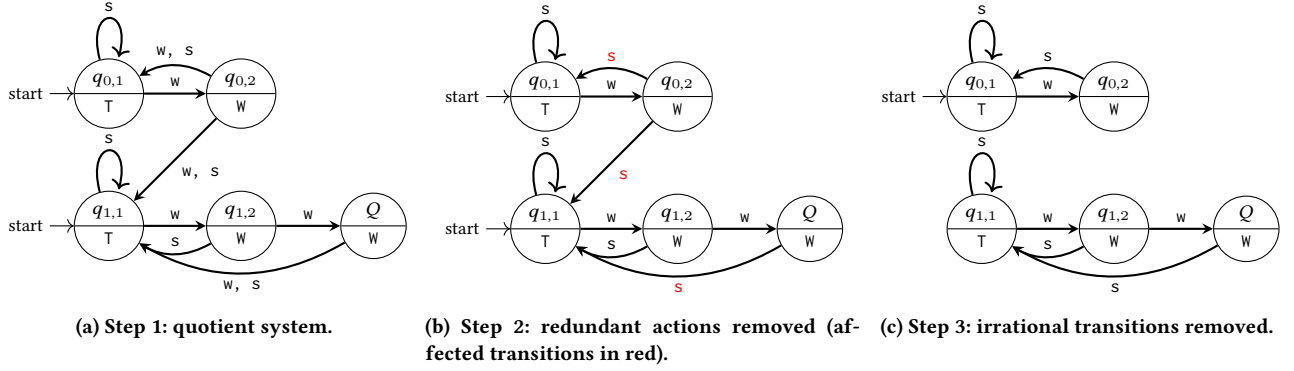 s
w, s
q0,1
w
q0,2
start
T
W
s
w, s
q1,1
w
q1,2
w
Q
start
T
s
W
W
w, s
(a) Step 1: quotient system.
s
s
q0,1
w
q0,2
start
T
W
s
s
q1,1
w
q1,2
w
Q
start
T
s
W
W
s
(b) Step 2: redundant actions removed (af-
fected transitions in red).
s
s
q0,1
w
q0,2
start
T
W
s
q1,1
w
q1,2
w
Q
T
s
W
W
s
(c) Step 3: irrational transitions removed.